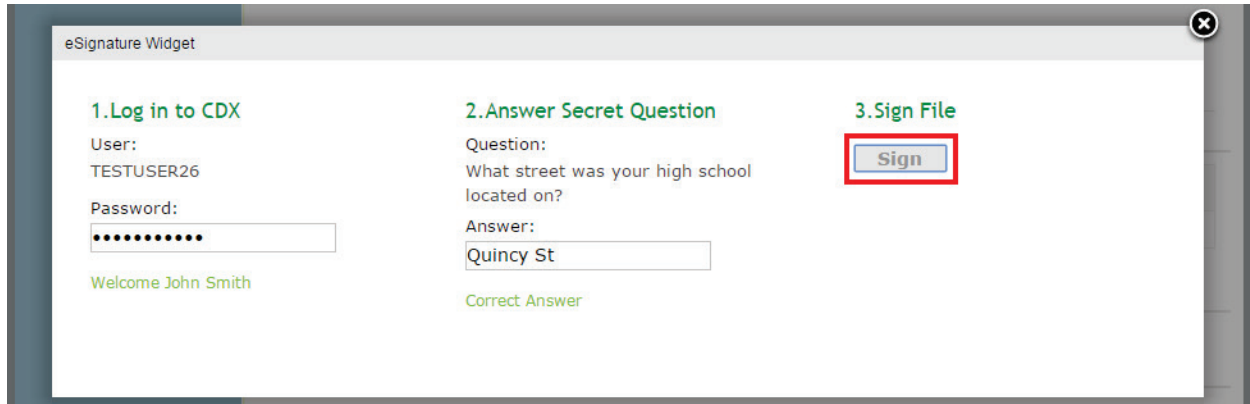 eSignature Widget
1.Log in to CDX
User:
TESTUSER26
Password:
•••••••••••
Welcome John Smith
2.Answer Secret Question
Question:
What street was your high school
located on?
Answer:
Quincy St
Correct Answer
3.Sign File
Sign